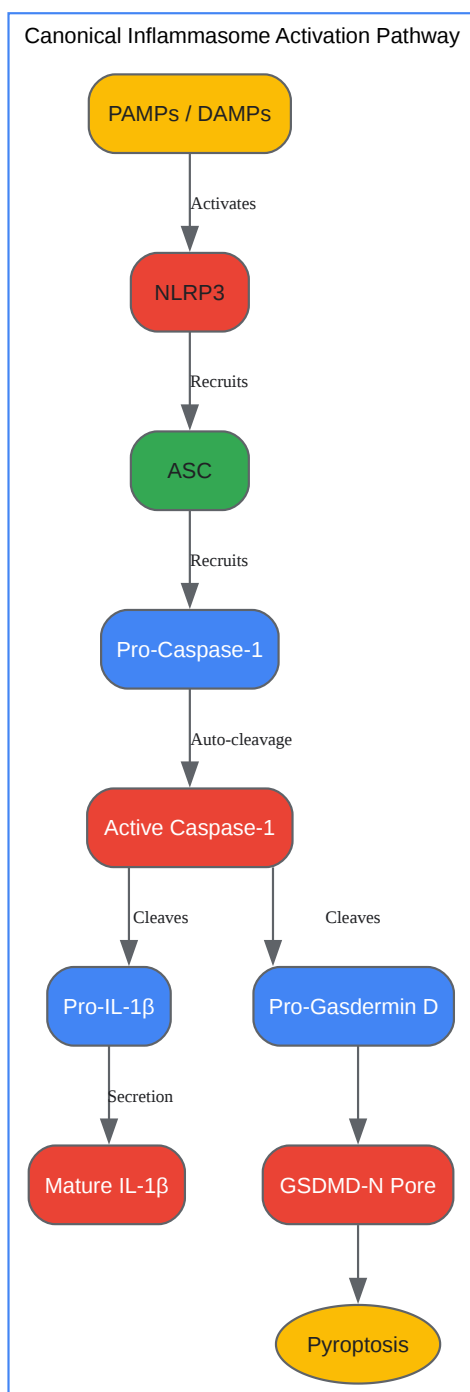 Canonical Inflammasome Activation Pathway
PAMPs / DAMPs
Activates
NLRP3
Recruits
ASC
Recruits
Pro-Caspase-1
Auto-cleavage
Active Caspase-1
Cleaves
Cleaves
Pro-IL-1β
Pro-Gasdermin D
Secretion
Mature IL-1β
GSDMD-N Pore
Pyroptosis